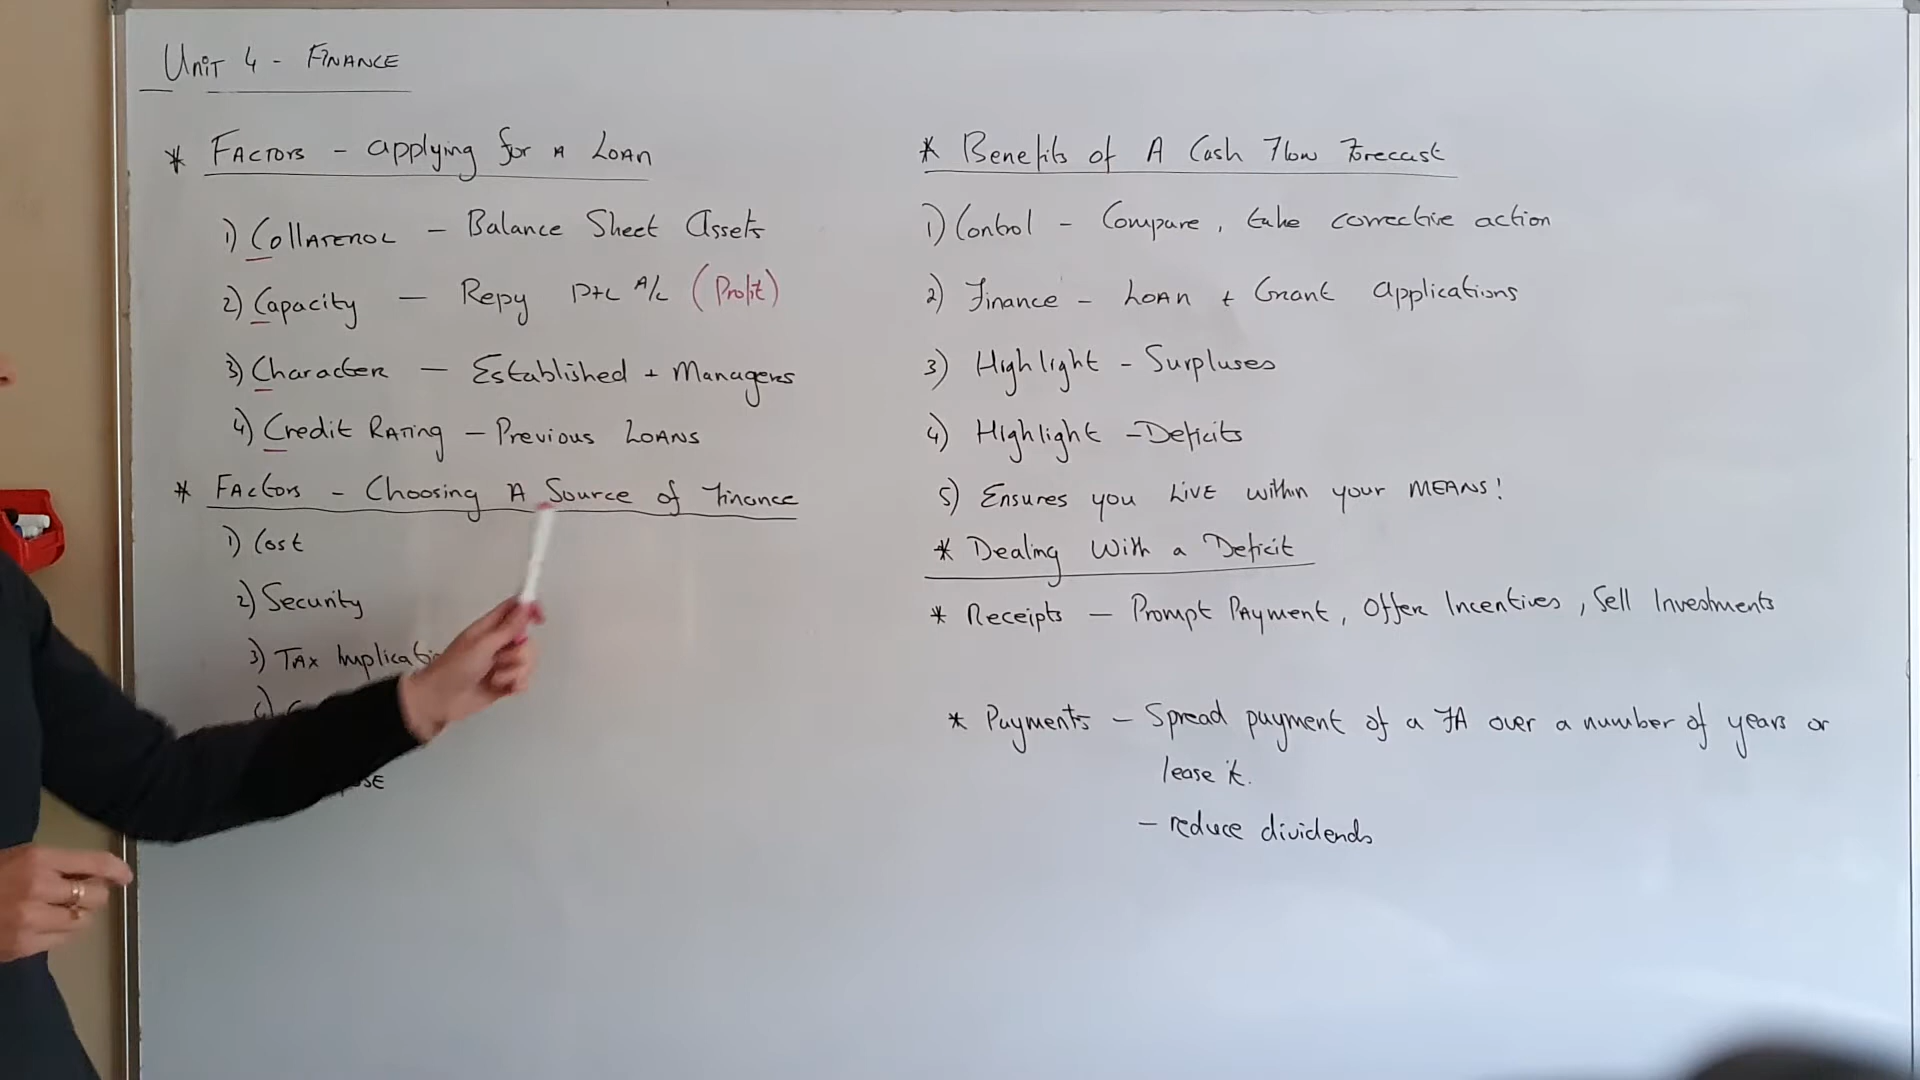 Unit 4 - FINANCE
* FACTORS - applying for A LOAN
1) COLLATEROL - Balance Sheet Assets
2) Capacity - Repy P+L A/c (Profit)
3) Character - Established + Managers
4) Credit RATing - Previous LOANS
* FACTORS - Choosing A Source of Finance
1) Cost
2) Security
3) TAX
* Benefits of A Cash Flow Forecast
1) Control - Compare, take corrective action
2) Finance - LOAN + Grant applications
3) Highlight - Surpluses
4) Highlight - Deficits
5) ENSURES you LIVE within your MEANS!
* Dealing With a Deficit
* Receipts - Prompt PAyment, Offer Incentives, Sell Investments
* Payments - Spread payment of a FA over a number of years or
lease it.
- reduce dividends